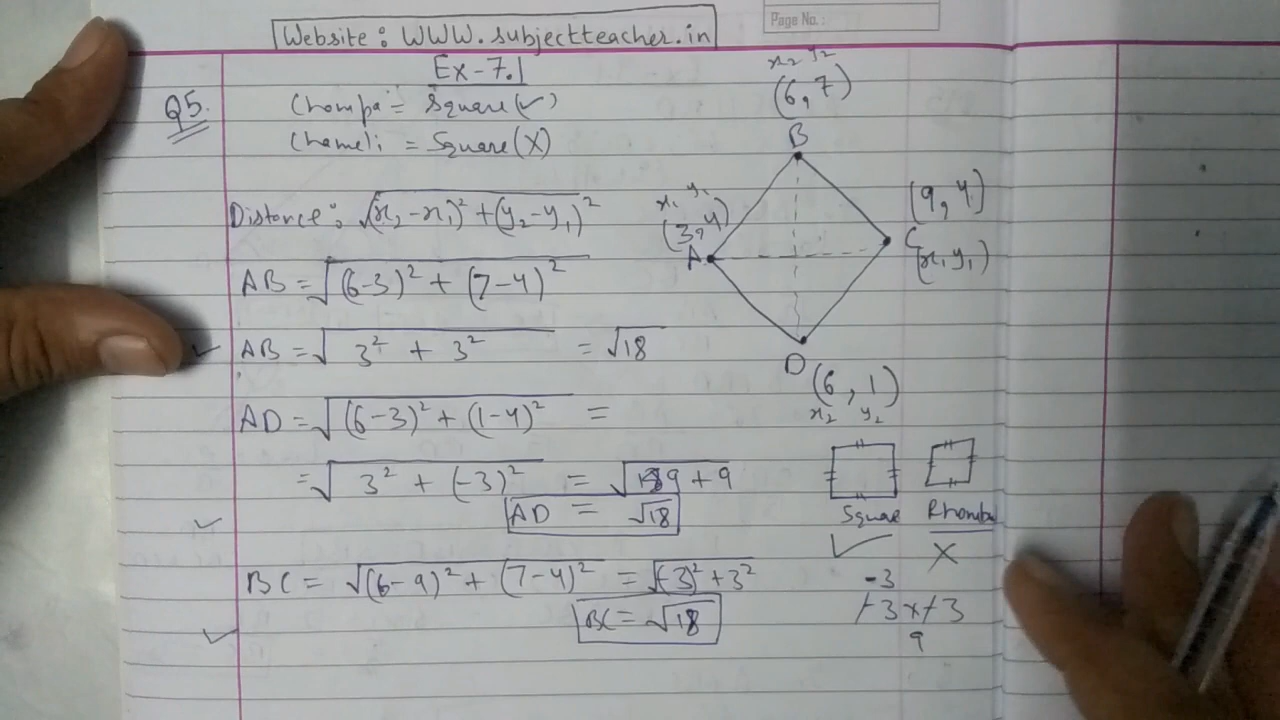 Website : WWW.subjectteacher.in
Page No. :
Ex-7.1
Q5.
Champa = Square(✓)
Chameli = Square(X)
Distance: √(x₂-x₁)²+(y₂-y₁)²
AB = √(6-3)² + (7-4)²
AB = √3² + 3² = √18
AD = √(6-3)² + (1-4)² =
= √3² + (-3)² = √9 + 9
AD = √18
BC = √(6-9)² + (7-4)² = √(-3)² + 3²
BC = √18
x₂ y₂
(6, 7)
B
x₁ y₁
(3, 4)
A
(9, 4)
C
(x₁ y₁)
D
(6, 1)
x₂ y₂
Square Rhombus
✓ X
-3
-3 x -3
9